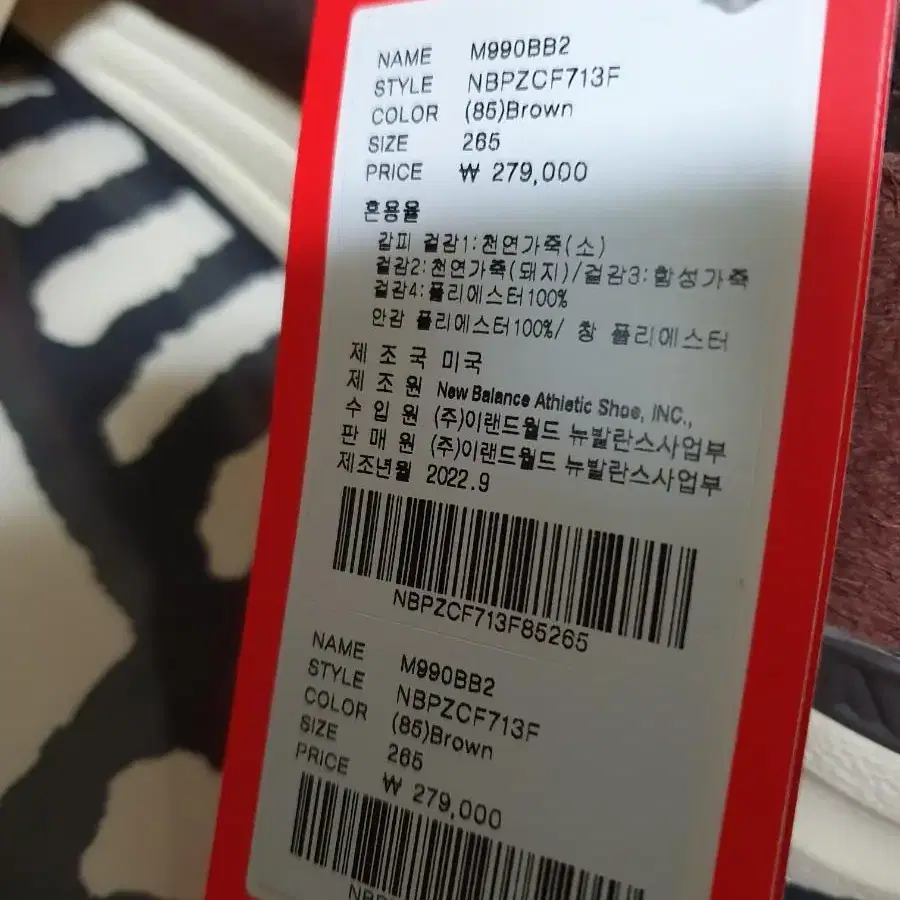 NAME M990BB2
STYLE NBPZCF713F
COLOR (85)Brown
SIZE 265
PRICE ₩ 279,000
혼용율
갑피 겉감1:천연가죽(소)
겉감2:천연가죽(돼지)/겉감3:합성가죽
겉감4:폴리에스터100%
안감 폴리에스터100%/ 창 폴리에스터
제 조 국 미국
제 조 원 New Balance Athletic Shoe, INC.,
수 입 원 (주)이랜드월드 뉴발란스사업부
판 매 원 (주)이랜드월드 뉴발란스사업부
제조년월 2022.9
NBPZCF713F85265
NAME M990BB2
STYLE NBPZCF713F
COLOR (85)Brown
SIZE 265
PRICE ₩ 279,000